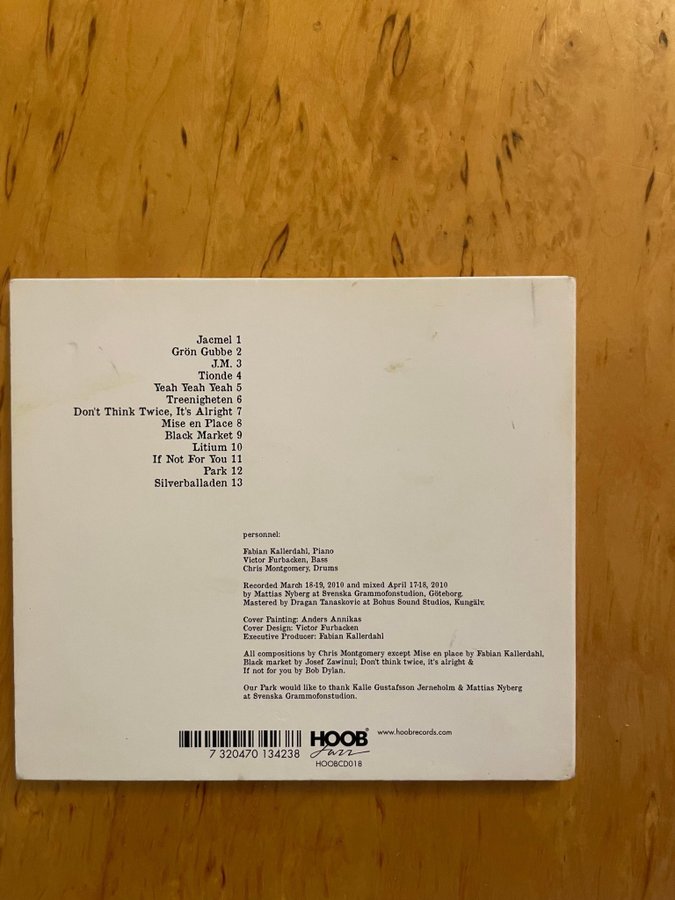 Jacmel 1
Grön Gubbe 2
J.M. 3
Tionde 4
Yeah Yeah Yeah 5
Treenigheten 6
Don't Think Twice, It's Alright 7
Mise en Place 8
Black Market 9
Litium 10
If Not For You 11
Park 12
Silverballaden 13
personnel:
Fabian Kallerdahl, Piano
Victor Furbacken, Bass
Chris Montgomery, Drums
Recorded March 18-19, 2010 and mixed April 17-18, 2010
by Mattias Nyberg at Svenska Grammofonstudion, Göteborg.
Mastered by Dragan Tanaskovic at Bohus Sound Studios, Kungälv.
Cover Painting: Anders Annikas
Cover Design: Victor Furbacken
Executive Producer: Fabian Kallerdahl
All compositions by Chris Montgomery except Mise en place by Fabian Kallerdahl,
Black market by Josef Zawinul; Don't think twice, it's alright &
If not for you by Bob Dylan.
Our Park would like to thank Kalle Gustafsson Jerneholm & Mattias Nyberg
at Svenska Grammofonstudion.
HOOB® www.hoobrecords.com
Jazz
7 320470 134238
HOOBCD018